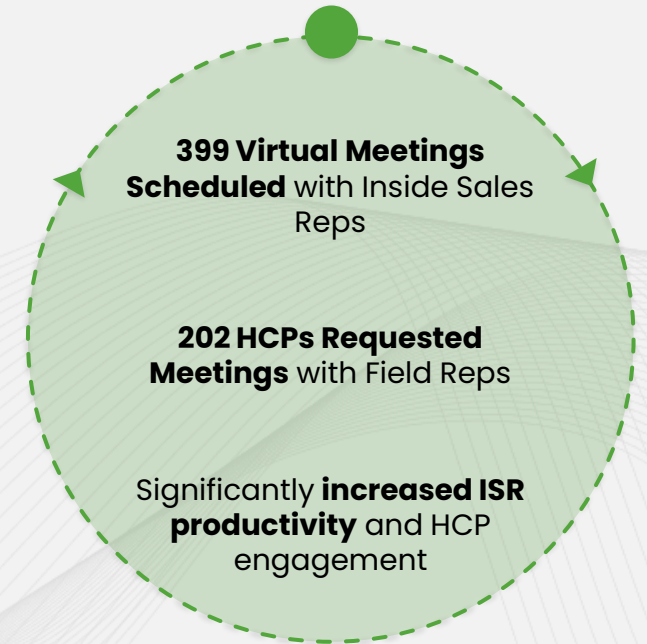 399 Virtual Meetings
Scheduled with Inside Sales
Reps
202 HCPs Requested
Meetings with Field Reps
Significantly increased ISR
productivity and HCP
engagement